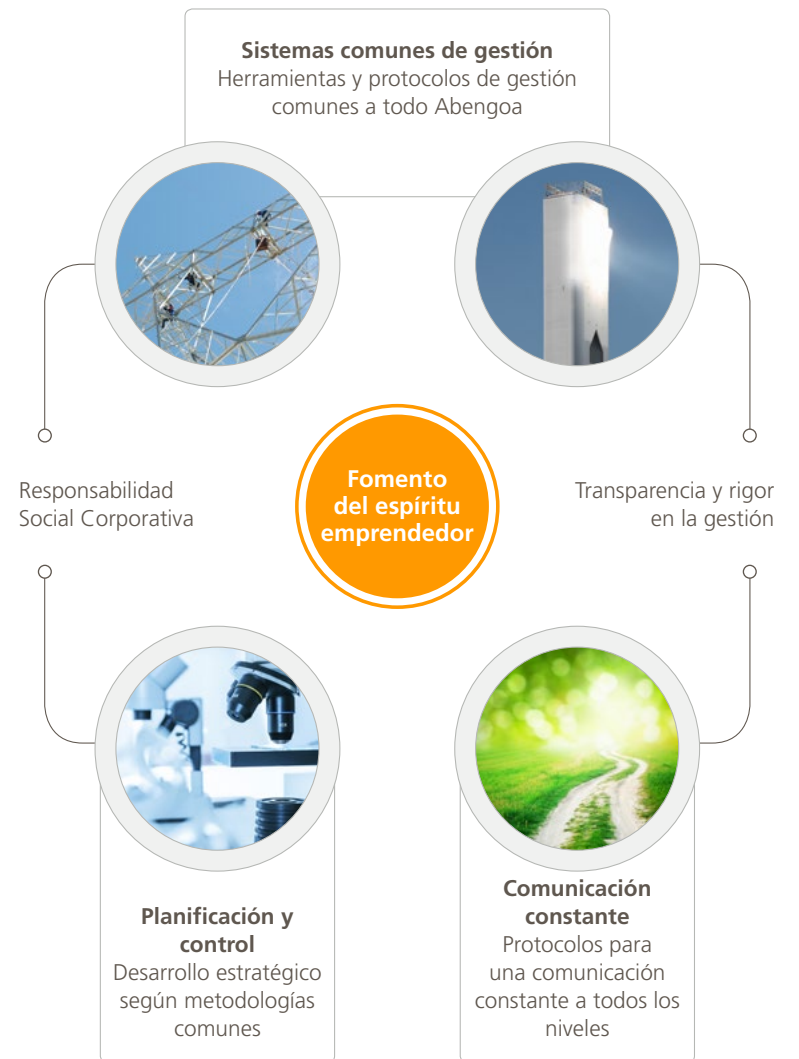 Sistemas comunes de gestión
Herramientas y protocolos de gestión
comunes a todo Abengoa
Responsabilidad
Social Corporativa
Fomento
del espíritu
emprendedor
Transparencia y rigor
en la gestión
Planificación y
control
Desarrollo estratégico
según metodologías
comunes
Comunicación
constante
Protocolos para
una comunicación
constante a todos los
niveles